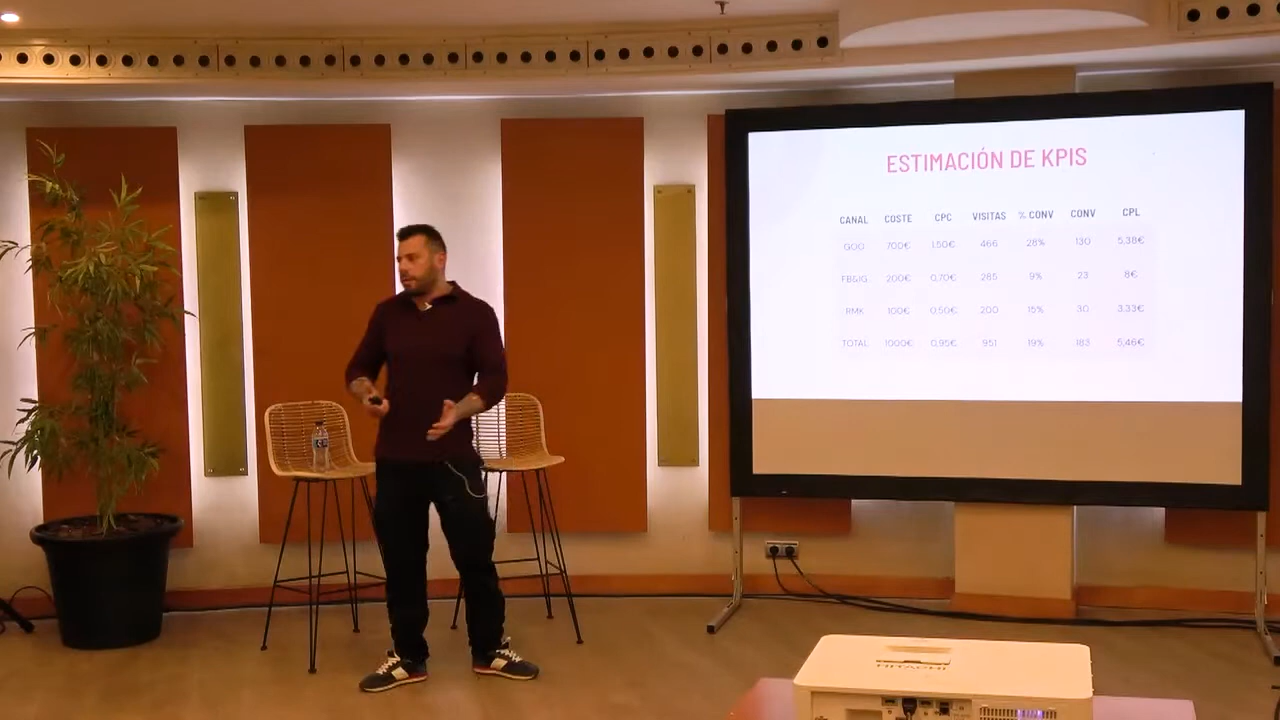 ESTIMACIÓN DE KPIS
CANAL COSTE CPC VISITAS % CONV CONV CPL
GOO 700€ 1,50€ 466 28% 130 5,38€
FB&IG 200€ 0,70€ 285 9% 23 8€
RMK 100€ 0,50€ 200 15% 30 3,33€
TOTAL 1000€ 0,95€ 951 19% 183 5,46€
HITACHI